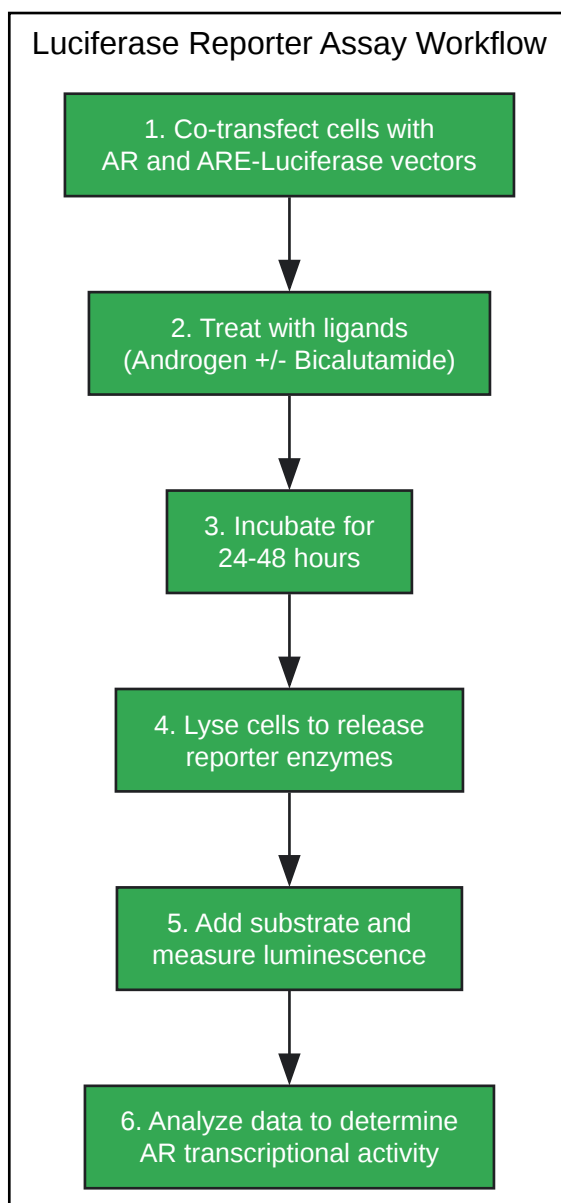 Luciferase Reporter Assay Workflow
1. Co-transfect cells with
AR and ARE-Luciferase vectors
2. Treat with ligands
(Androgen +/- Bicalutamide)
3. Incubate for
24-48 hours
4. Lyse cells to release
reporter enzymes
5. Add substrate and
measure luminescence
6. Analyze data to determine
AR transcriptional activity